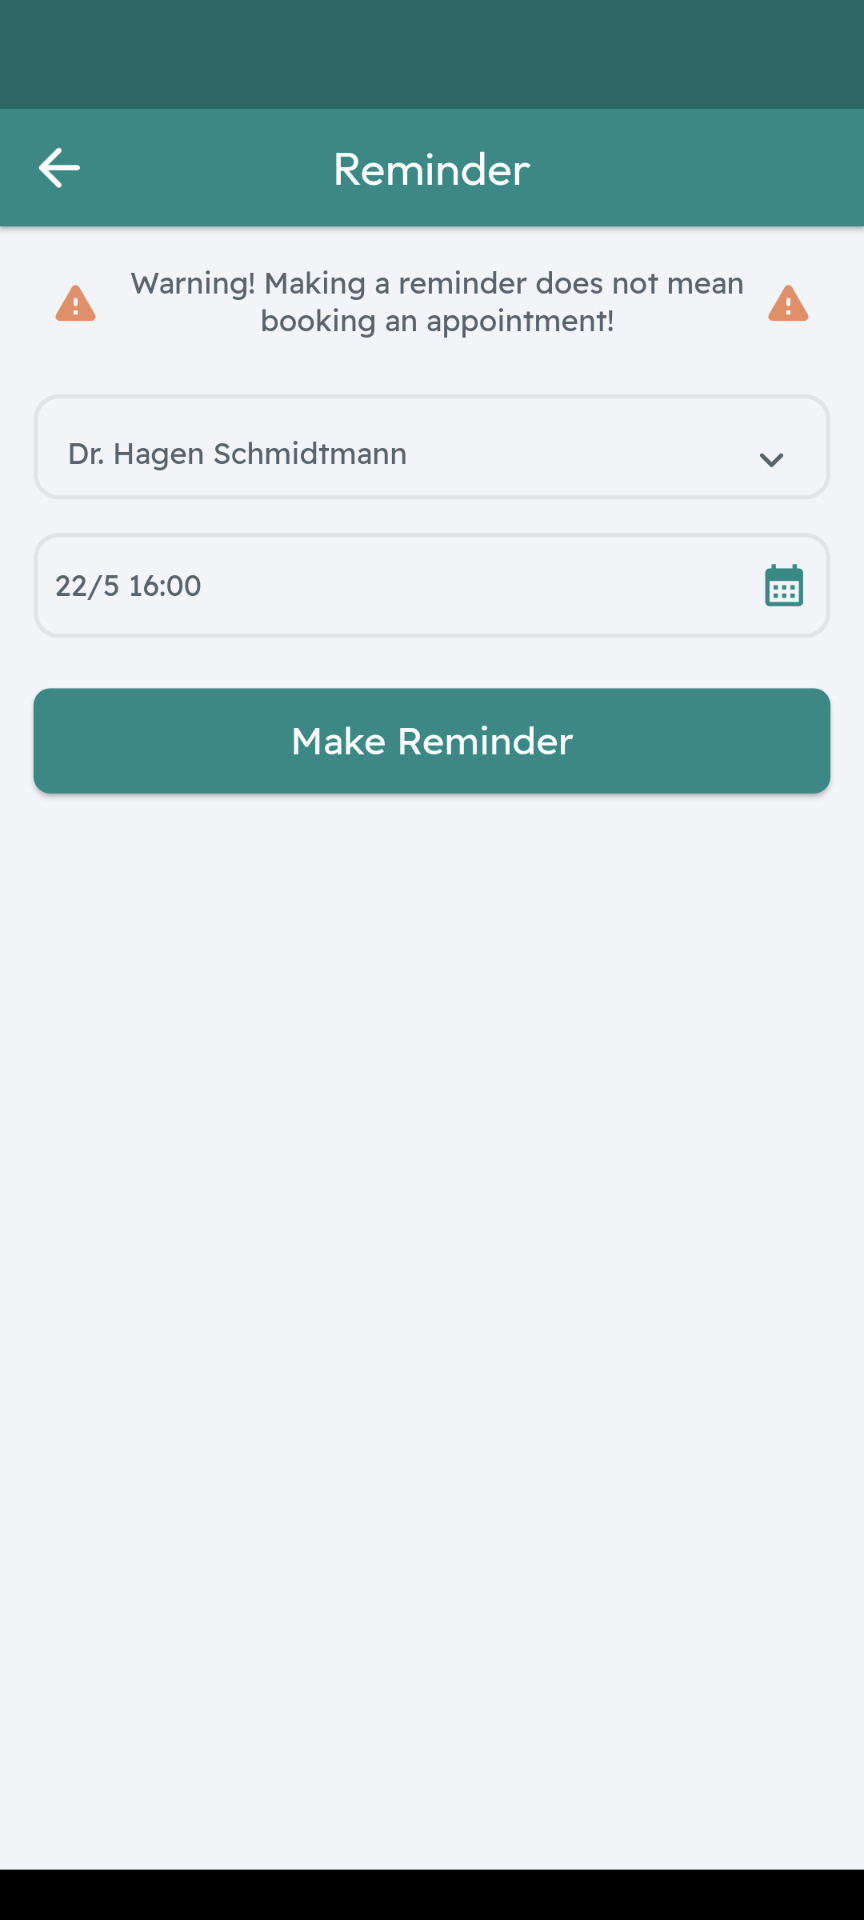 Reminder
Warning! Making a reminder does not mean
booking an appointment!
Dr. Hagen Schmidtmann
22/5 16:00
Make Reminder